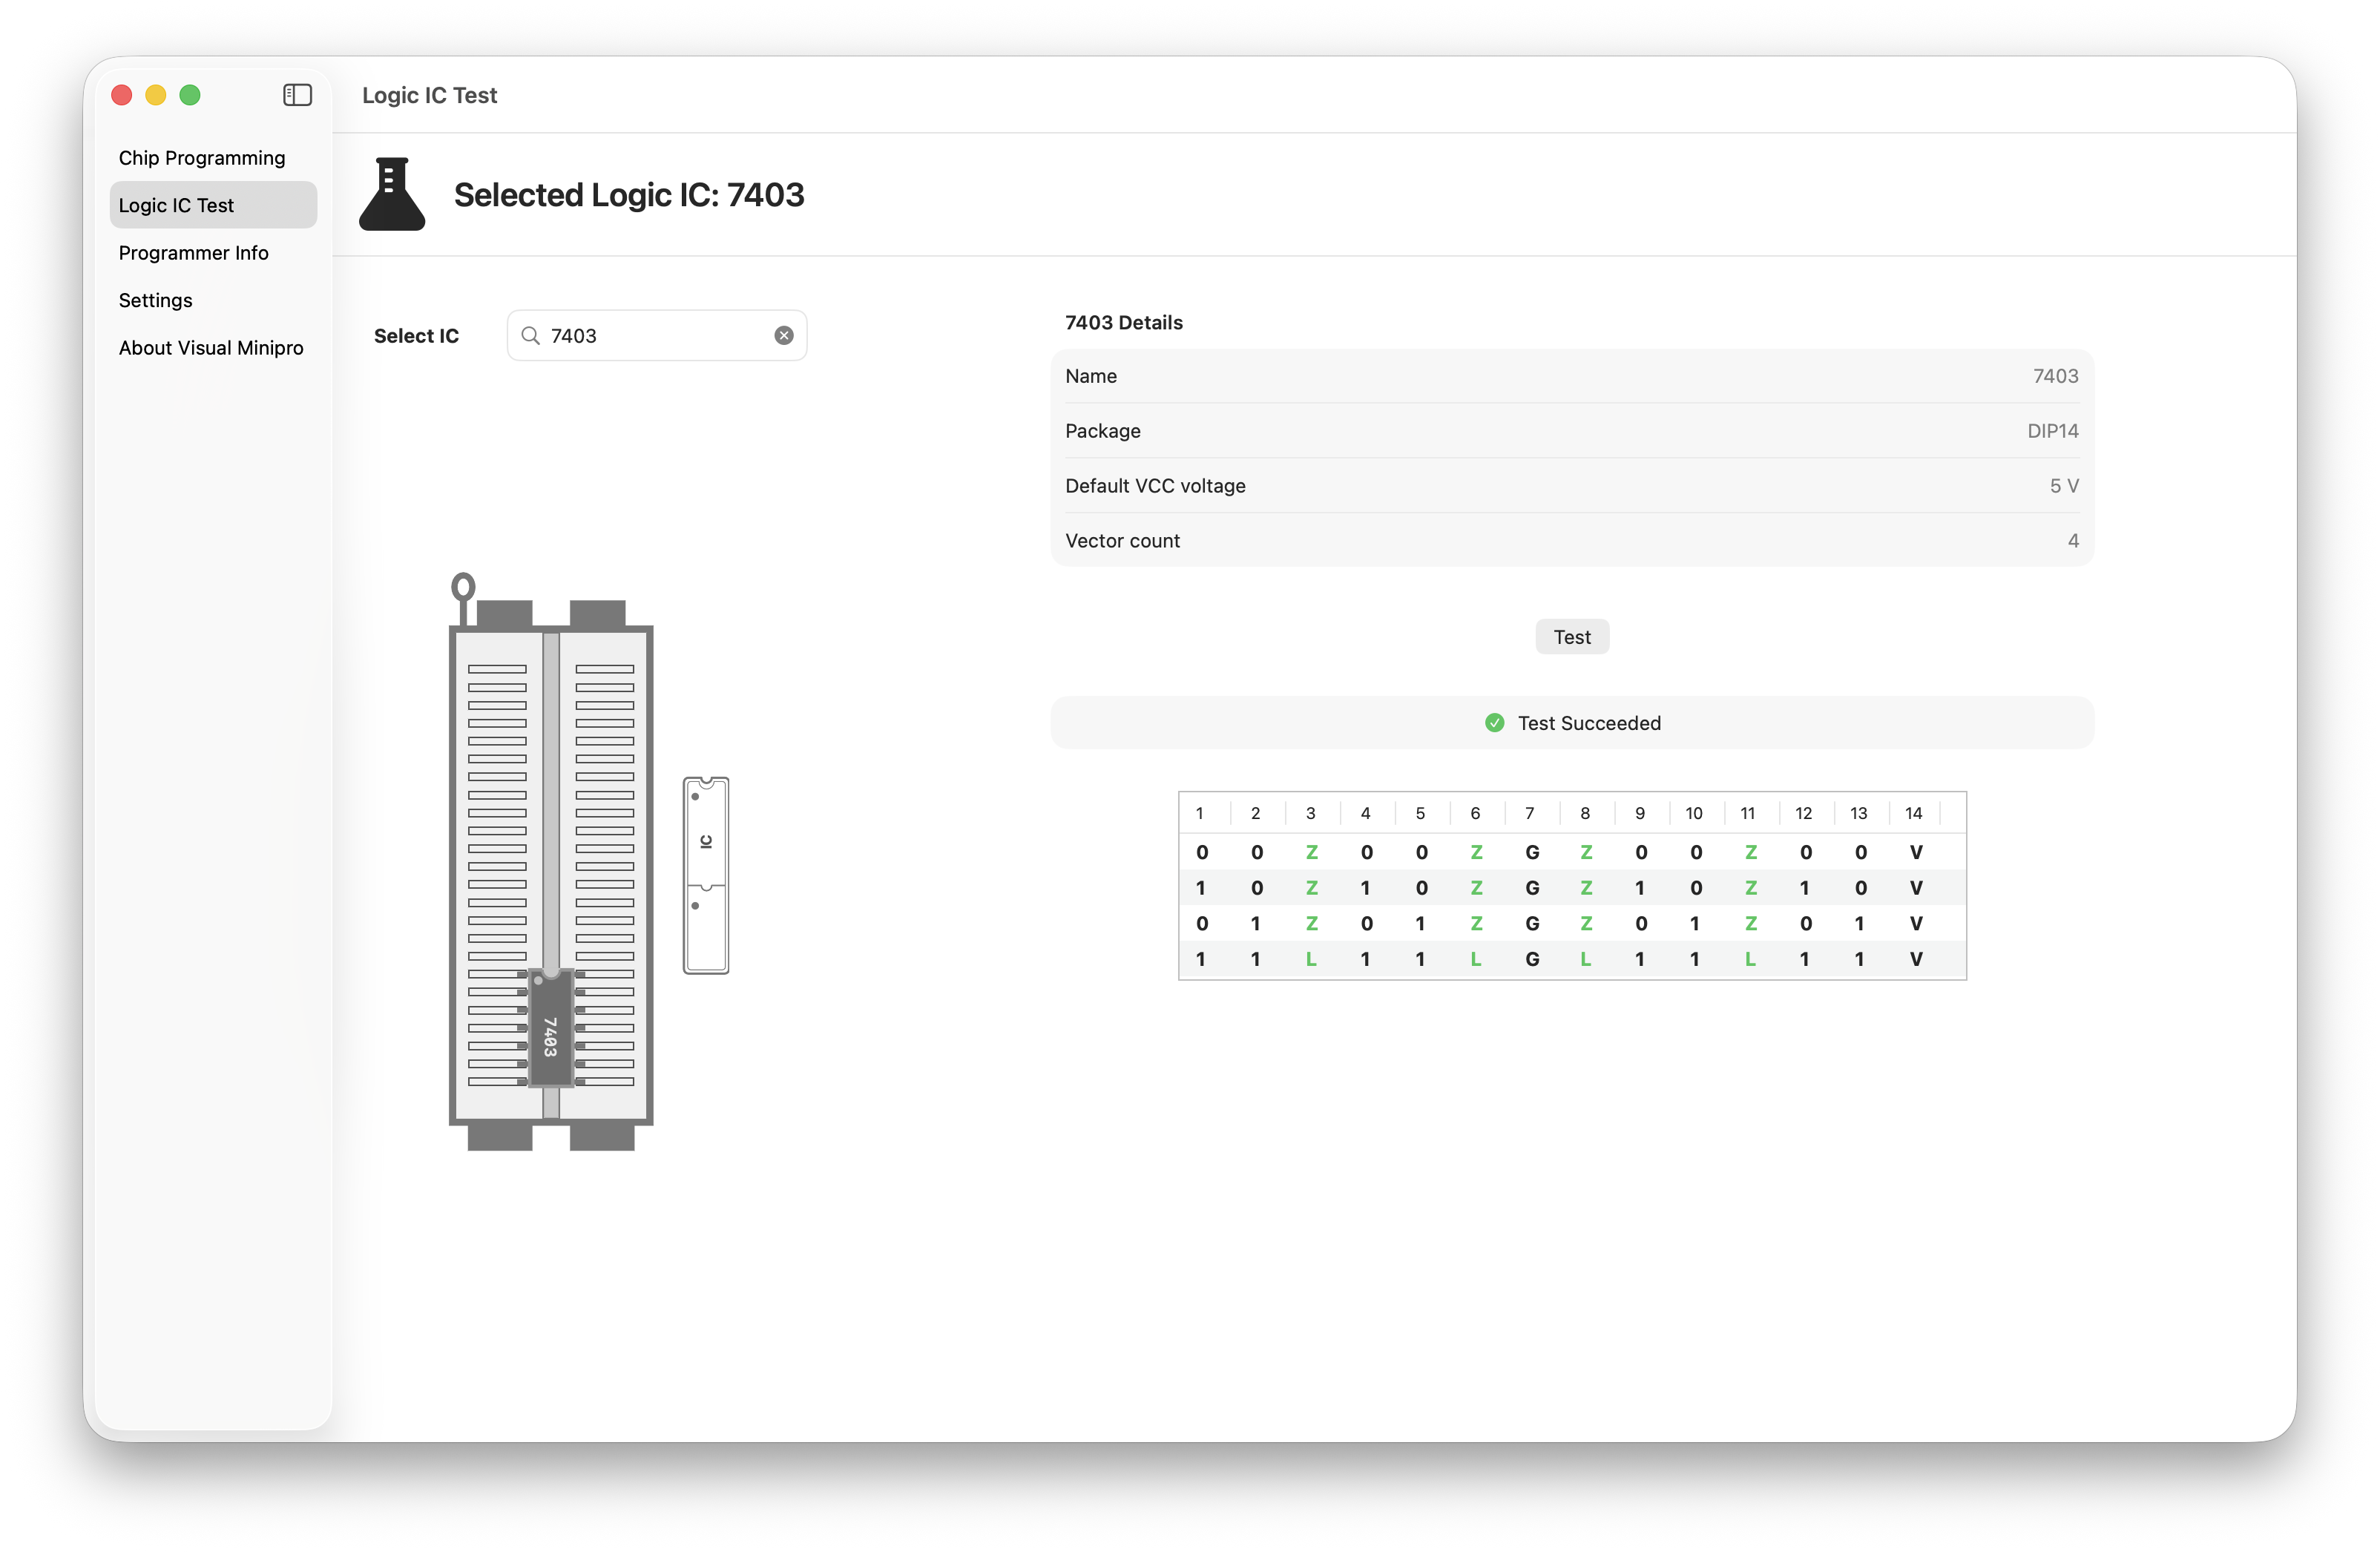 Logic IC Test
Chip Programming
Logic IC Test
Programmer Info
Settings
About Visual Minipro
Selected Logic IC: 7403
Select IC
7403
7403
IC
7403 Details
Name 7403
Package DIP14
Default VCC voltage 5 V
Vector count 4
Test
Test Succeeded
1 2 3 4 5 6 7 8 9 10 11 12 13 14
0 0 Z 0 0 Z G Z 0 0 Z 0 0 V
1 0 Z 1 0 Z G Z 1 0 Z 1 0 V
0 1 Z 0 1 Z G Z 0 1 Z 0 1 V
1 1 L 1 1 L G L 1 1 L 1 1 V